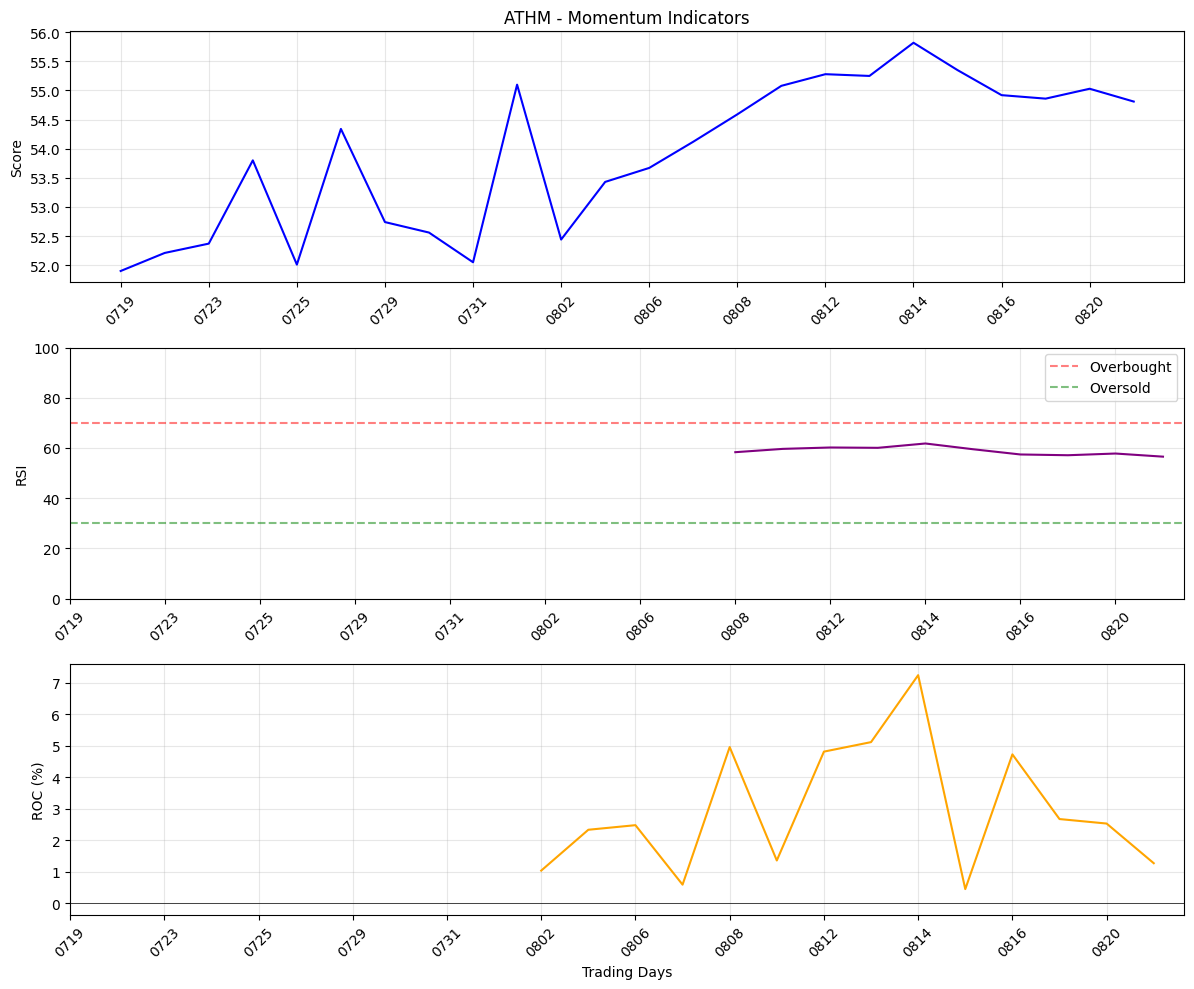 ATHM - Momentum Indicators
Score
56.0
55.5
55.0
54.5
54.0
53.5
53.0
52.5
52.0
0719 0723 0725 0729 0731 0802 0806 0808 0812 0814 0816 0820
RSI
100
80
60
40
20
0
Overbought
Oversold
0719 0723 0725 0729 0731 0802 0806 0808 0812 0814 0816 0820
ROC (%)
7
6
5
4
3
2
1
0
0719 0723 0725 0729 0731 0802 0806 0808 0812 0814 0816 0820
Trading Days